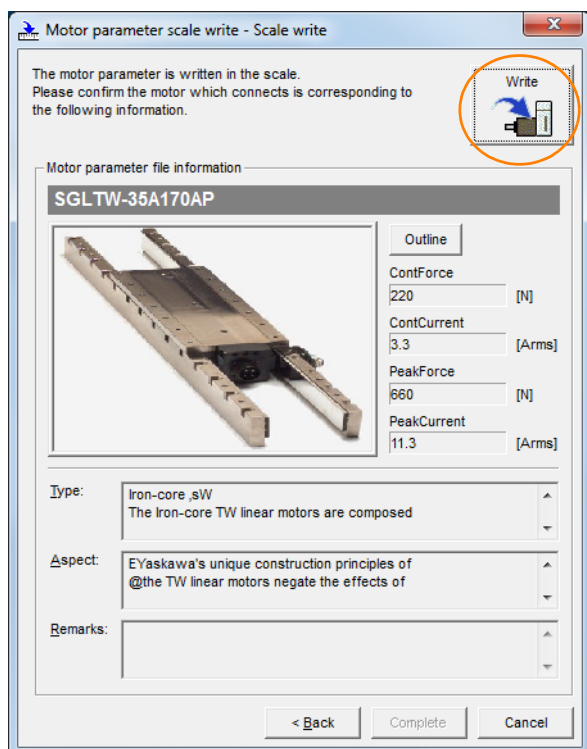 Motor parameter scale write - Scale write
The motor parameter is written in the scale.
Please confirm the motor which connects is corresponding to
the following information.
Write
Motor parameter file information
SGLTW-35A170AP
Outline
ContForce
220 [N]
ContCurrent
3.3 [Arms]
PeakForce
660 [N]
PeakCurrent
11.3 [Arms]
Type:
Iron-core ,sW
The Iron-core TW linear motors are composed
Aspect:
EYaskawa's unique construction principles of
@the TW linear motors negate the effects of
Remarks:
< Back Complete Cancel